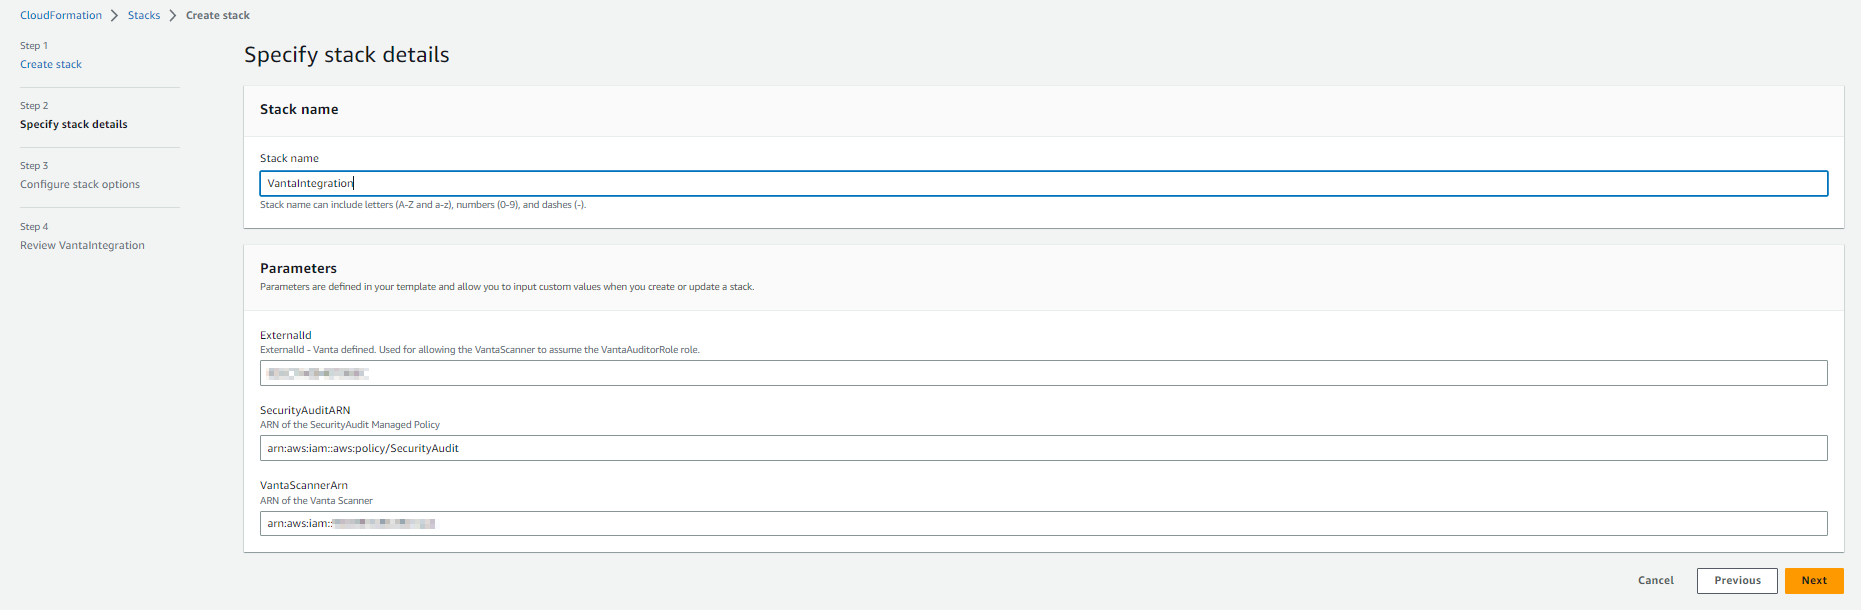 CloudFormation > Stacks > Create stack
Step 1
Create stack
Step 2
Specify stack details
Step 3
Configure stack options
Step 4
Review VantaIntegration
Specify stack details
Stack name
Stack name
VantaIntegration
Stack name can include letters (A-Z and a-z), numbers (0-9), and dashes (-).
Parameters
Parameters are defined in your template and allow you to input custom values when you create or update a stack.
ExternalId
ExternalId - Vanta defined. Used for allowing the VantaScanner to assume the VantaAuditorRole role.
SecurityAuditARN
ARN of the SecurityAudit Managed Policy
arn:aws:iam::aws:policy/SecurityAudit
VantaScannerArn
ARN of the Vanta Scanner
arn:aws:iam::
Cancel
Previous
Next